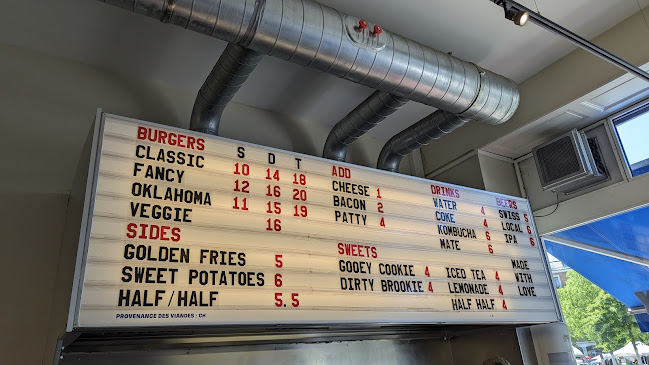 BURGERS S D T
CLASSIC 10 14 18
FANCY 12 16 20
OKLAHOMA 11 15 19
VEGGIE 16
SIDES
GOLDEN FRIES 5
SWEET POTATOES 6
HALF/HALF 5.5
PROVENANCE DES VIANDES : CH
ADD
CHEESE 1
BACON 2
PATTY 4
SWEETS
GOOEY COOKIE 4
DIRTY BROOKIE 4
DRINKS
WATER 4
COKE 4
KOMBUCHA 6
MATE 6
ICED TEA 4
LEMONADE 4
HALF HALF 4
BEERS
SWISS 5
LOCAL 6
IPA 6
MADE
WITH
LOVE